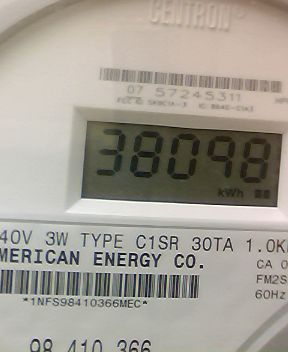 CENTRON®
07 57245311
38098
kWh
40V 3W TYPE C1SR 30TA 1.0K
MERICAN ENERGY CO.
CA 0
FM2S
60Hz
*1NFS98410366MEC*
98 410 366